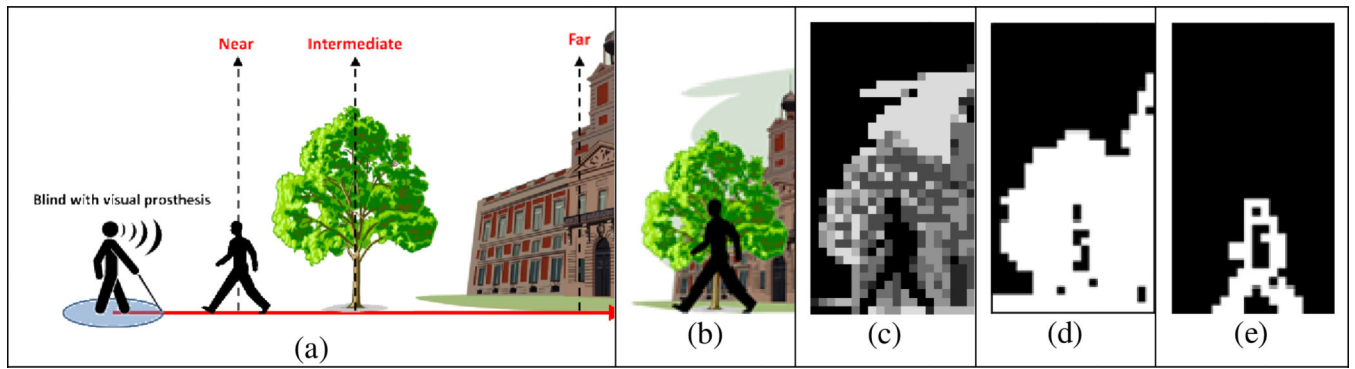 Near
Intermediate
Far
Blind with visual prosthesis
(a)
(b)
(c)
(d)
(e)